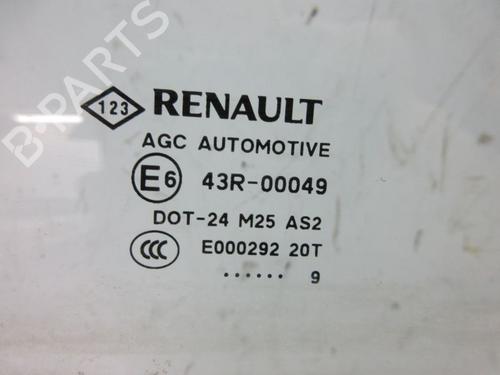 B-PARTS
123 RENAULT
AGC AUTOMOTIVE
E6 43R-00049
DOT-24 M25 AS2
CCC E000292 20T
...... 9